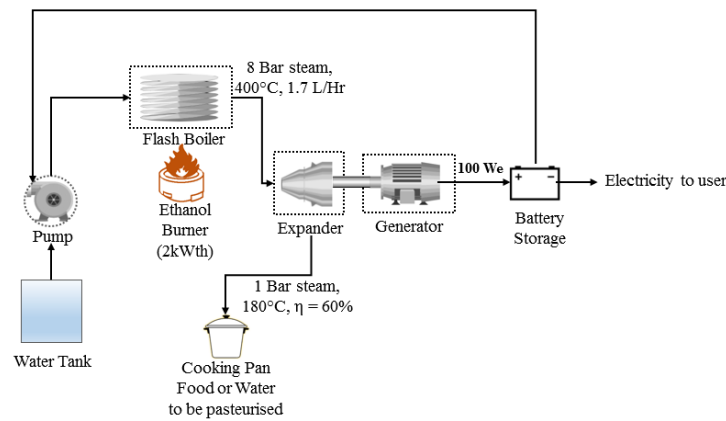 8 Bar steam,
400°C, 1.7 L/Hr
Flash Boiler
Ethanol
Burner
(2kWth)
Pump
Water Tank
Expander
Generator
100 We
+ −
Battery
Storage
Electricity to user
1 Bar steam,
180°C, η = 60%
Cooking Pan
Food or Water
to be pasteurised